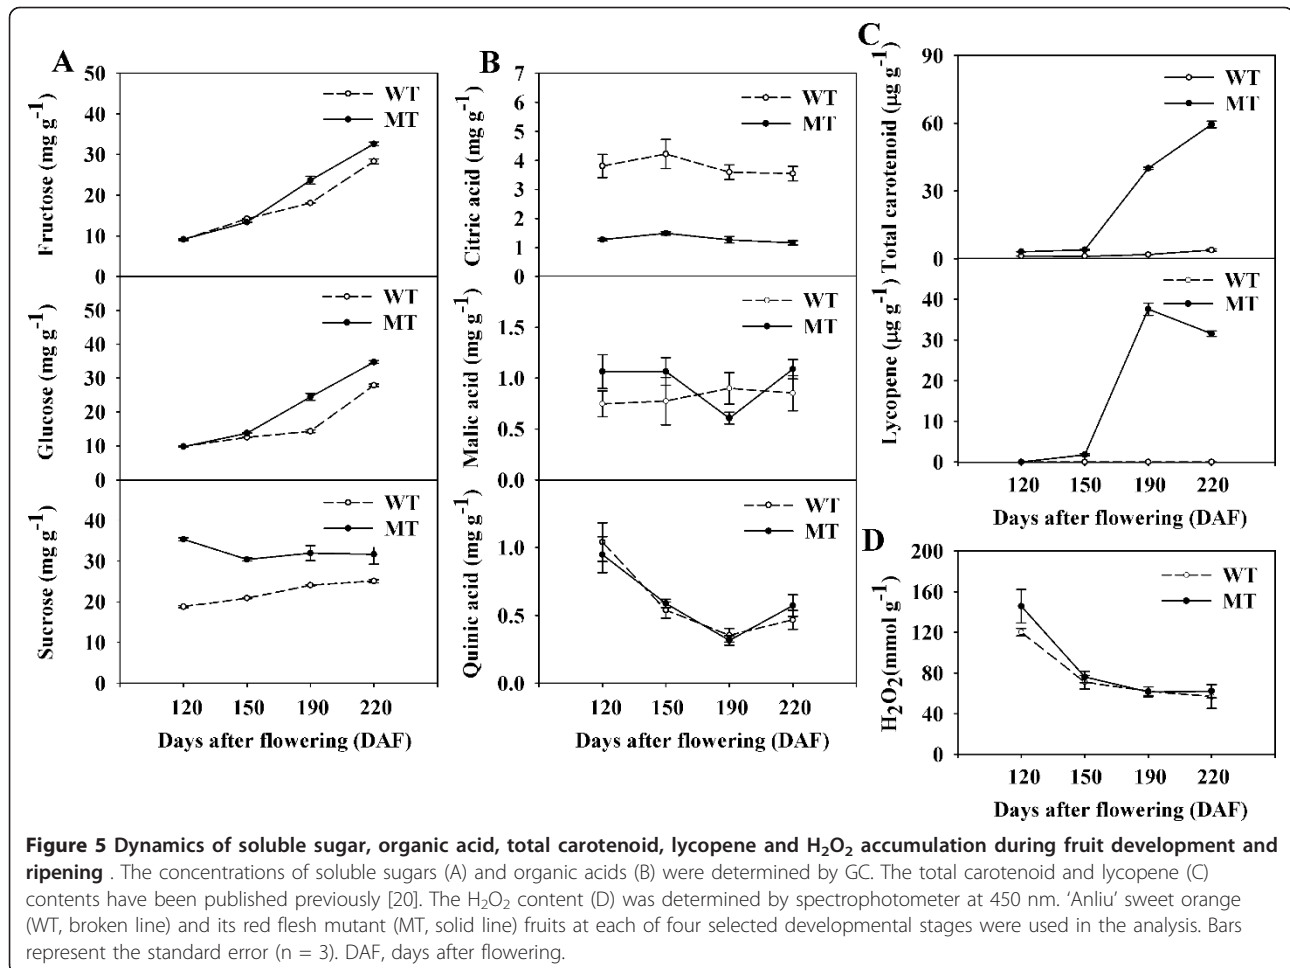 A
50
40
30
20
10
0
Fructose (mg g⁻¹)
WT
MT
50
40
30
20
10
0
Glucose (mg g⁻¹)
WT
MT
40
30
20
10
0
Sucrose (mg g⁻¹)
WT
MT
120 150 190 220
Days after flowering (DAF)
B
7
6
5
4
3
2
1
0
Citric acid (mg g⁻¹)
WT
MT
1.5
1.0
0.5
0.0
Malic acid (mg g⁻¹)
WT
MT
1.0
0.5
0.0
Quinic acid (mg g⁻¹)
WT
MT
120 150 190 220
Days after flowering (DAF)
C
90
60
30
0
Total carotenoid (µg g⁻¹)
WT
MT
40
30
20
10
0
Lycopene (µg g⁻¹)
WT
MT
120 150 190 220
Days after flowering (DAF)
D
200
160
120
80
40
0
H₂O₂(mmol g⁻¹)
WT
MT
120 150 190 220
Days after flowering (DAF)
Figure 5 Dynamics of soluble sugar, organic acid, total carotenoid, lycopene and H₂O₂ accumulation during fruit development and
ripening . The concentrations of soluble sugars (A) and organic acids (B) were determined by GC. The total carotenoid and lycopene (C)
contents have been published previously [20]. The H₂O₂ content (D) was determined by spectrophotometer at 450 nm. ‘Anliu’ sweet orange
(WT, broken line) and its red flesh mutant (MT, solid line) fruits at each of four selected developmental stages were used in the analysis. Bars
represent the standard error (n = 3). DAF, days after flowering.